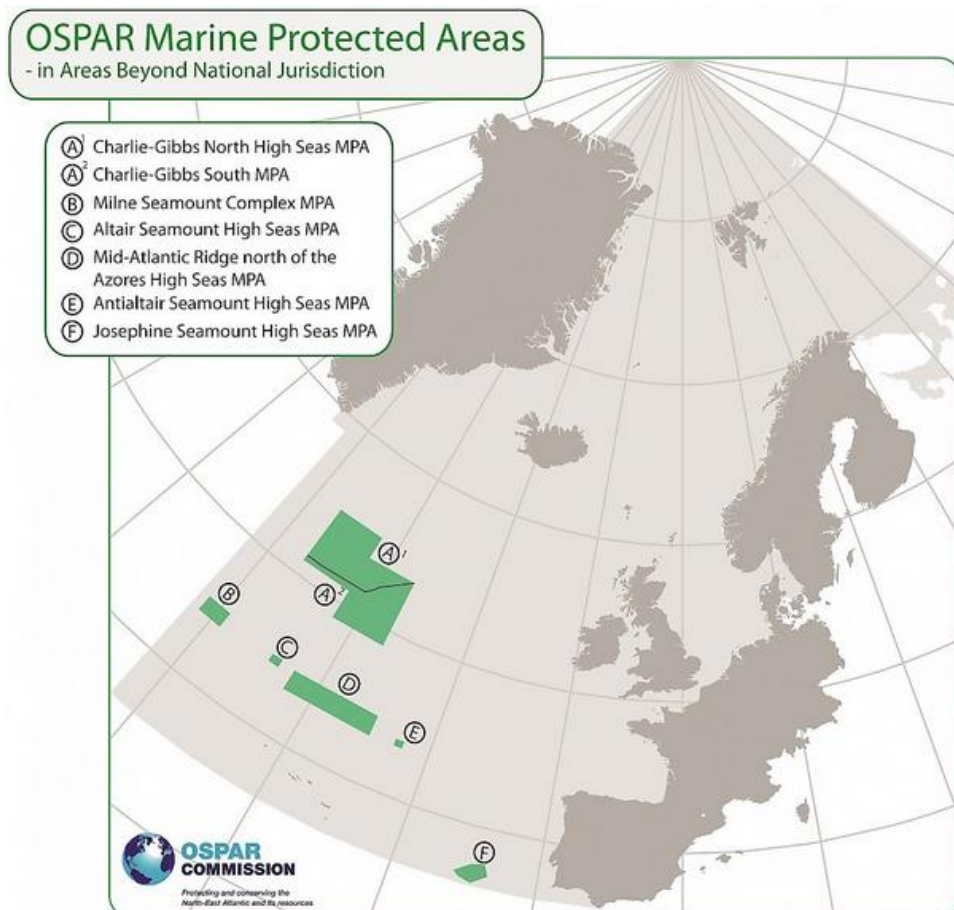 OSPAR Marine Protected Areas
- in Areas Beyond National Jurisdiction
A¹ Charlie-Gibbs North High Seas MPA
A² Charlie-Gibbs South MPA
B Milne Seamount Complex MPA
C Altair Seamount High Seas MPA
D Mid-Atlantic Ridge north of the
Azores High Seas MPA
E Antialtair Seamount High Seas MPA
F Josephine Seamount High Seas MPA
A¹
A²
B
C
D
E
F
OSPAR
COMMISSION
Protecting and conserving the
North-East Atlantic and its resources